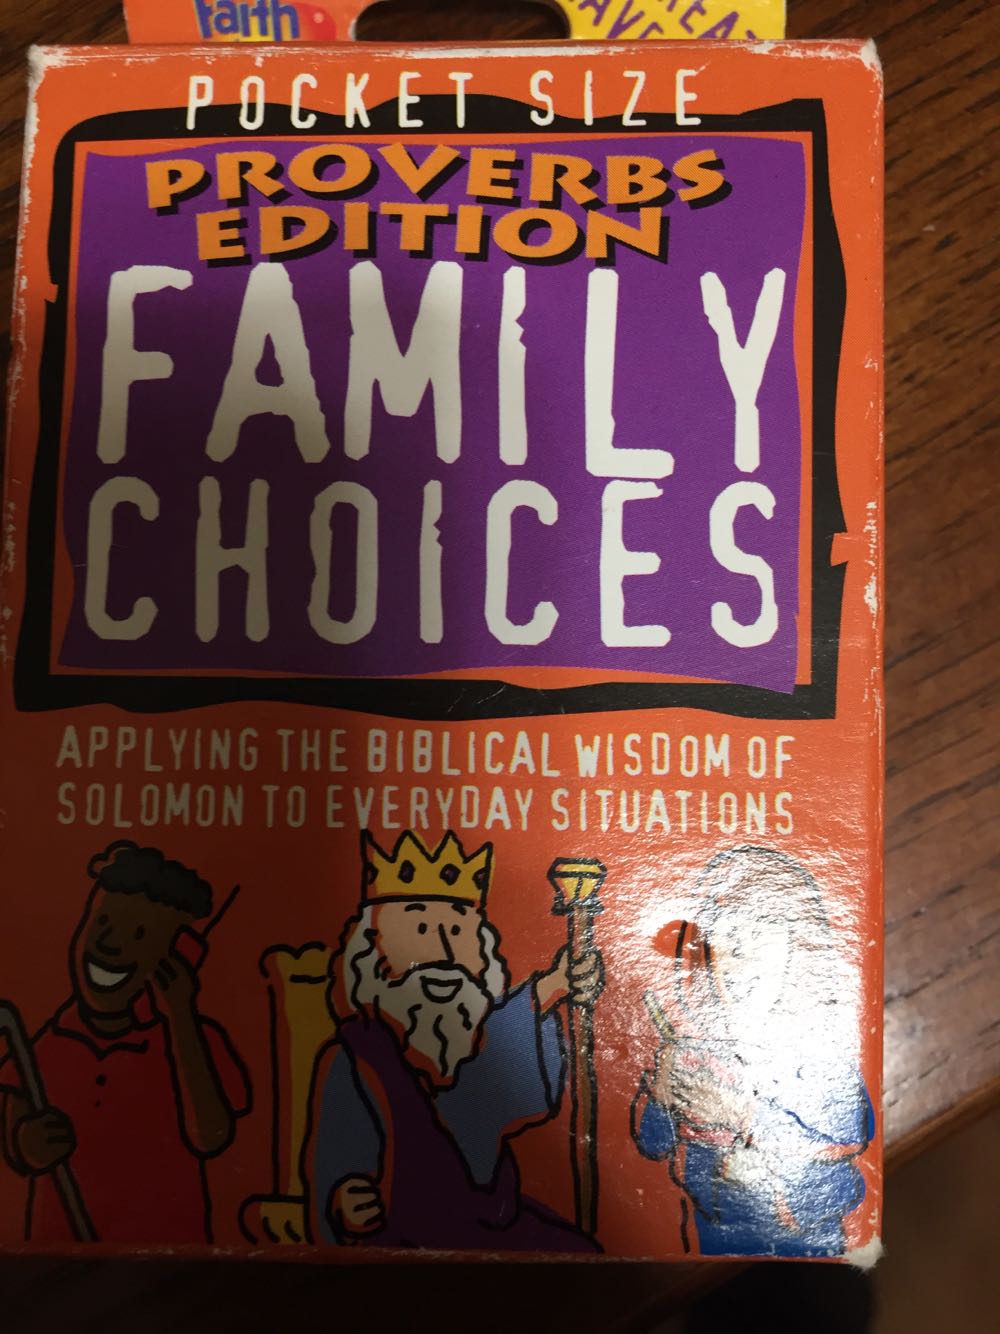 faith
POCKET SIZE
PROVERBS
EDITION
FAMILY
CHOICES
APPLYING THE BIBLICAL WISDOM OF
SOLOMON TO EVERYDAY SITUATIONS